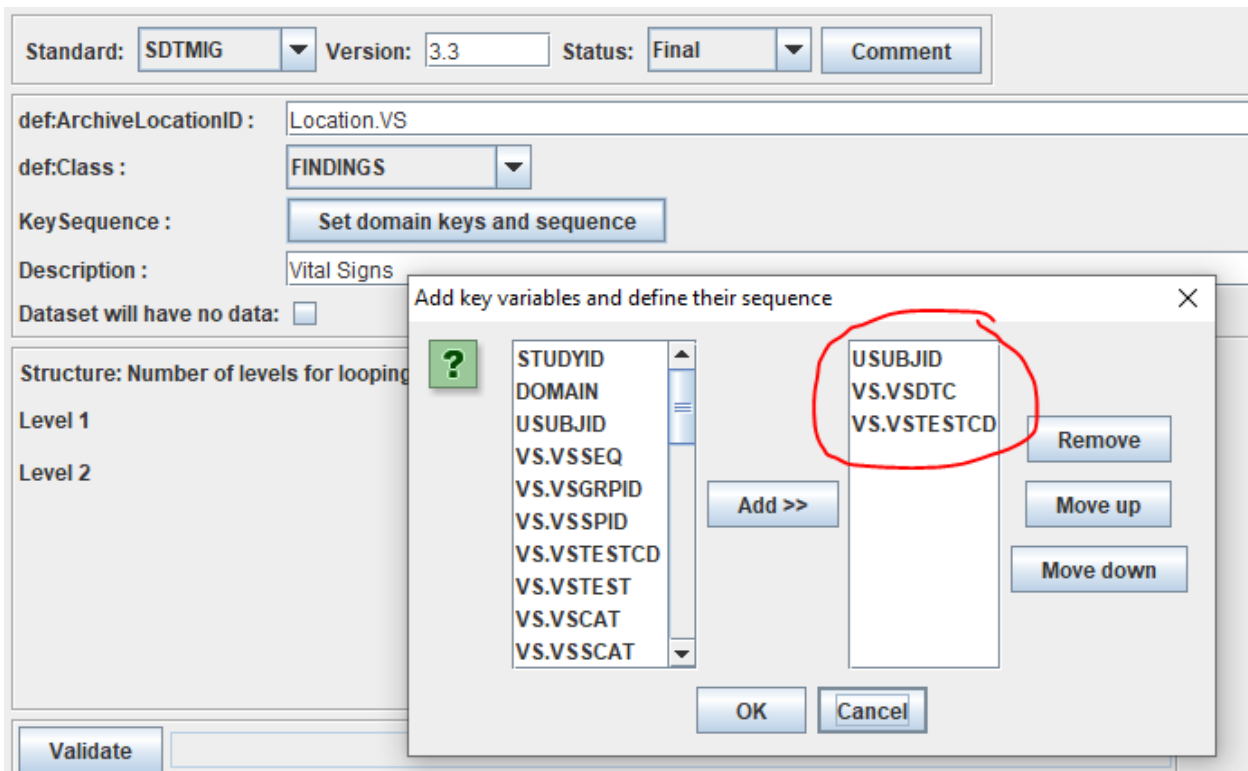 Standard: SDTMIG Version: 3.3 Status: Final Comment
def:ArchiveLocationID : Location.VS
def:Class : FINDINGS
KeySequence : Set domain keys and sequence
Description : Vital Signs
Dataset will have no data:
Structure: Number of levels for looping
Level 1
Level 2
Validate
Add key variables and define their sequence
?
STUDYID
DOMAIN
USUBJID
VS.VSSEQ
VS.VSGRPID
VS.VSSPID
VS.VSTESTCD
VS.VSTEST
VS.VSCAT
VS.VSSCAT
Add >>
USUBJID
VS.VSDTC
VS.VSTESTCD
Remove
Move up
Move down
OK Cancel